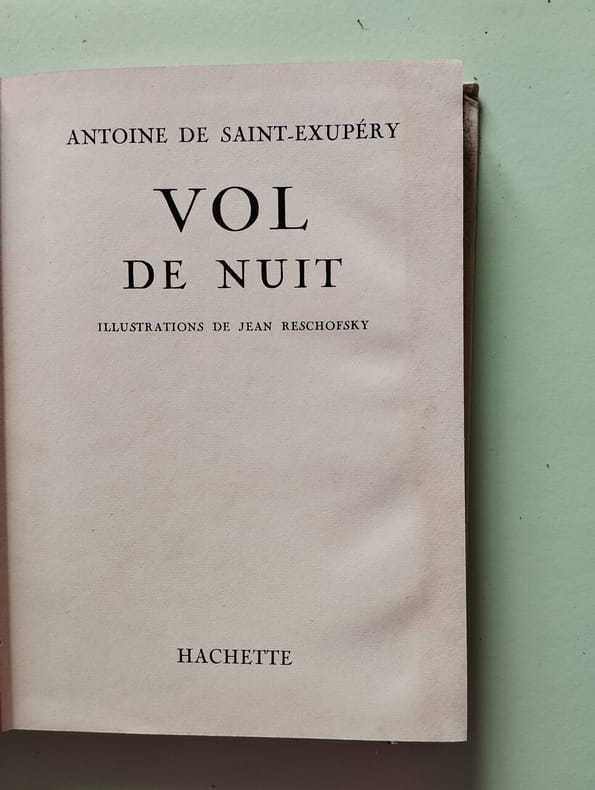 ANTOINE DE SAINT-EXUPÉRY
VOL
DE NUIT
ILLUSTRATIONS DE JEAN RESCHOFSKY
HACHETTE